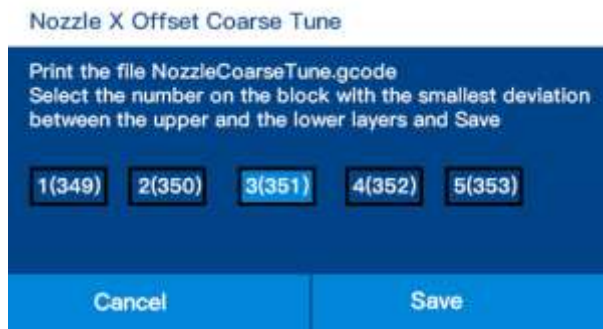 Nozzle X Offset Coarse Tune
Print the file NozzleCoarseTune.gcode
Select the number on the block with the smallest deviation
between the upper and the lower layers and Save
1(349) 2(350) 3(351) 4(352) 5(353)
Cancel Save